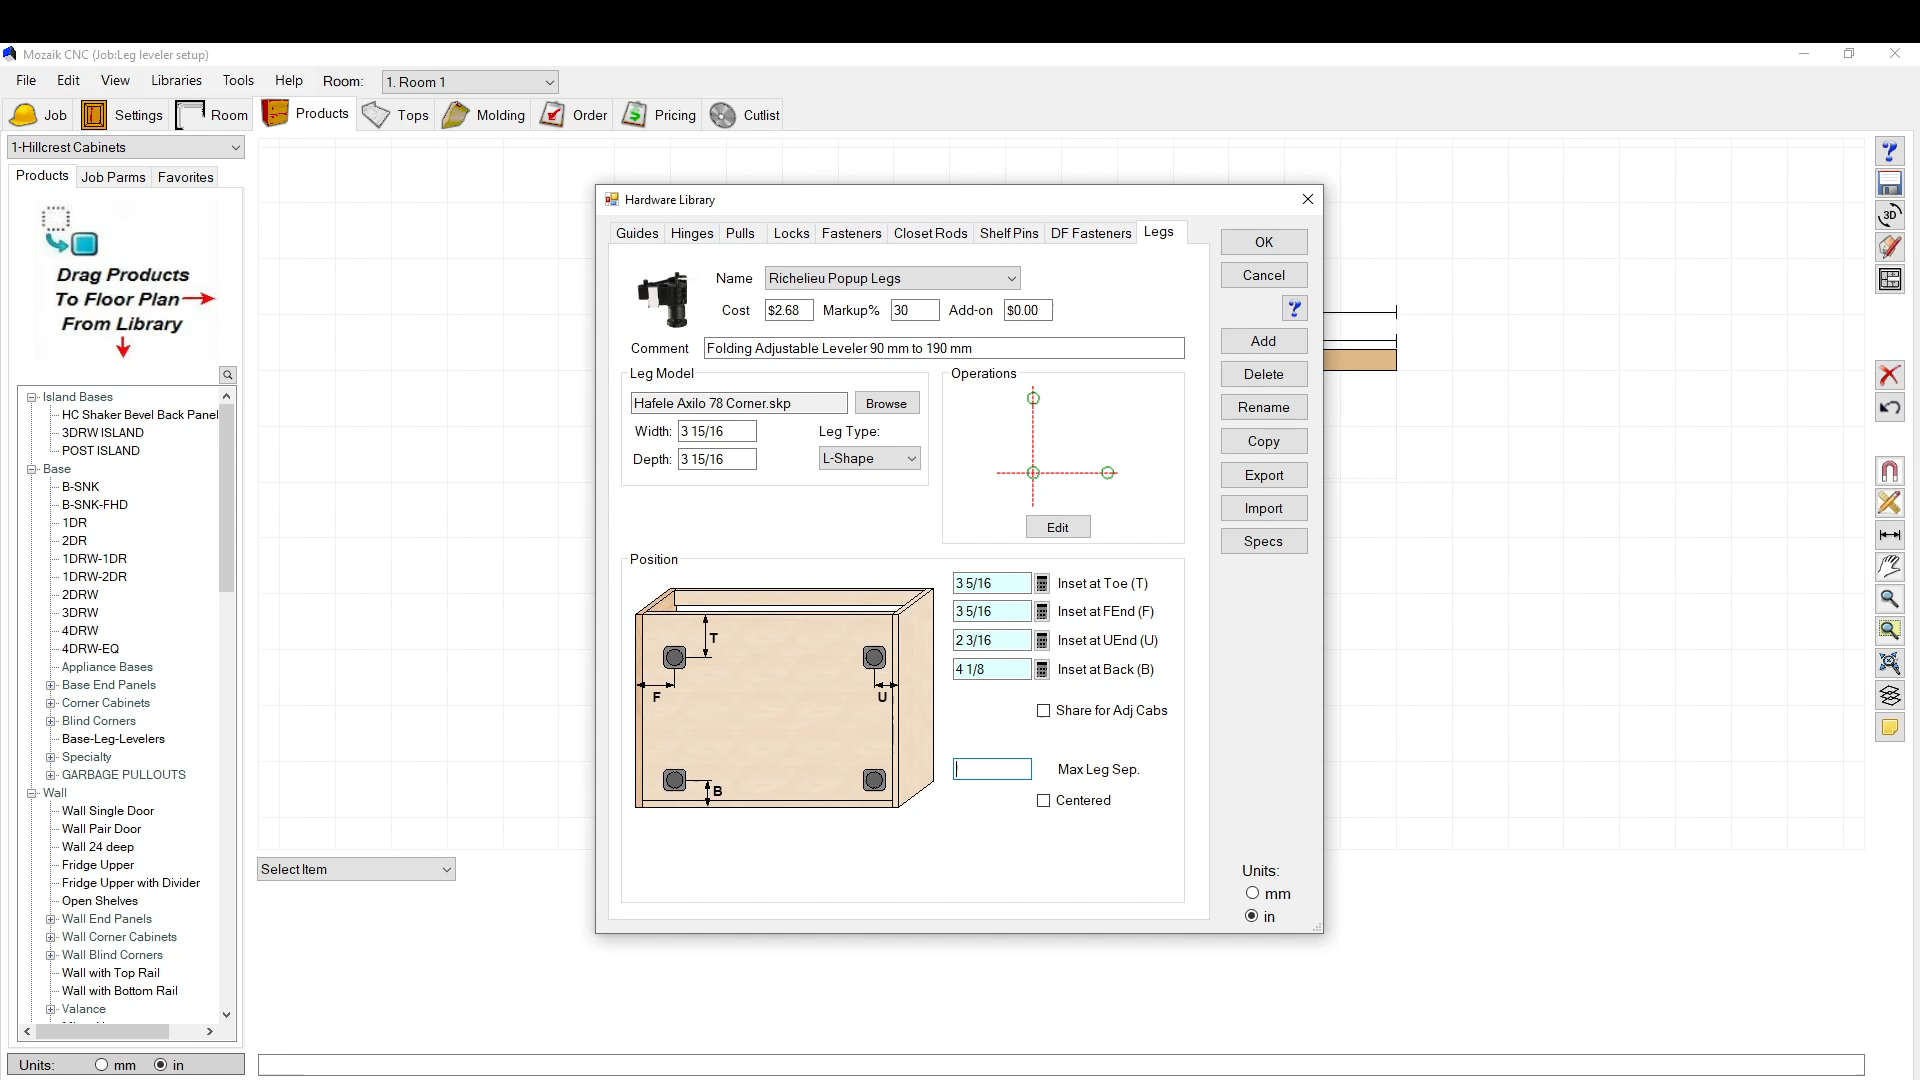 Mozaik CNC (Job:Leg leveler setup)
File Edit View Libraries Tools Help Room: 1. Room 1
Job Settings Room Products Tops Molding Order Pricing Cutlist
1-Hillcrest Cabinets
Products Job Parms Favorites
Drag Products
To Floor Plan
From Library
Island Bases
HC Shaker Bevel Back Panel
3DRW ISLAND
POST ISLAND
Base
B-SNK
B-SNK-FHD
1DR
2DR
1DRW-1DR
1DRW-2DR
2DRW
3DRW
4DRW
4DRW-EQ
Appliance Bases
Base End Panels
Corner Cabinets
Blind Corners
Base-Leg-Levelers
Specialty
GARBAGE PULLOUTS
Wall
Wall Single Door
Wall Pair Door
Wall 24 deep
Fridge Upper
Fridge Upper with Divider
Open Shelves
Wall End Panels
Wall Corner Cabinets
Wall Blind Corners
Wall with Top Rail
Wall with Bottom Rail
Valance
Units: mm in
Select Item
Hardware Library
Guides Hinges Pulls Locks Fasteners Closet Rods Shelf Pins DF Fasteners Legs
Name Richelieu Popup Legs
Cost $2.68 Markup% 30 Add-on $0.00
Comment Folding Adjustable Leveler 90 mm to 190 mm
Leg Model
Hafele Axilo 78 Corner.skp Browse
Width: 3 15/16 Leg Type:
Depth: 3 15/16 L-Shape
Operations
Edit
Position
T
F
U
B
3 5/16 Inset at Toe (T)
3 5/16 Inset at FEnd (F)
2 3/16 Inset at UEnd (U)
4 1/8 Inset at Back (B)
Share for Adj Cabs
Max Leg Sep.
Centered
OK
Cancel
?
Add
Delete
Rename
Copy
Export
Import
Specs
Units:
mm
in
?
3D